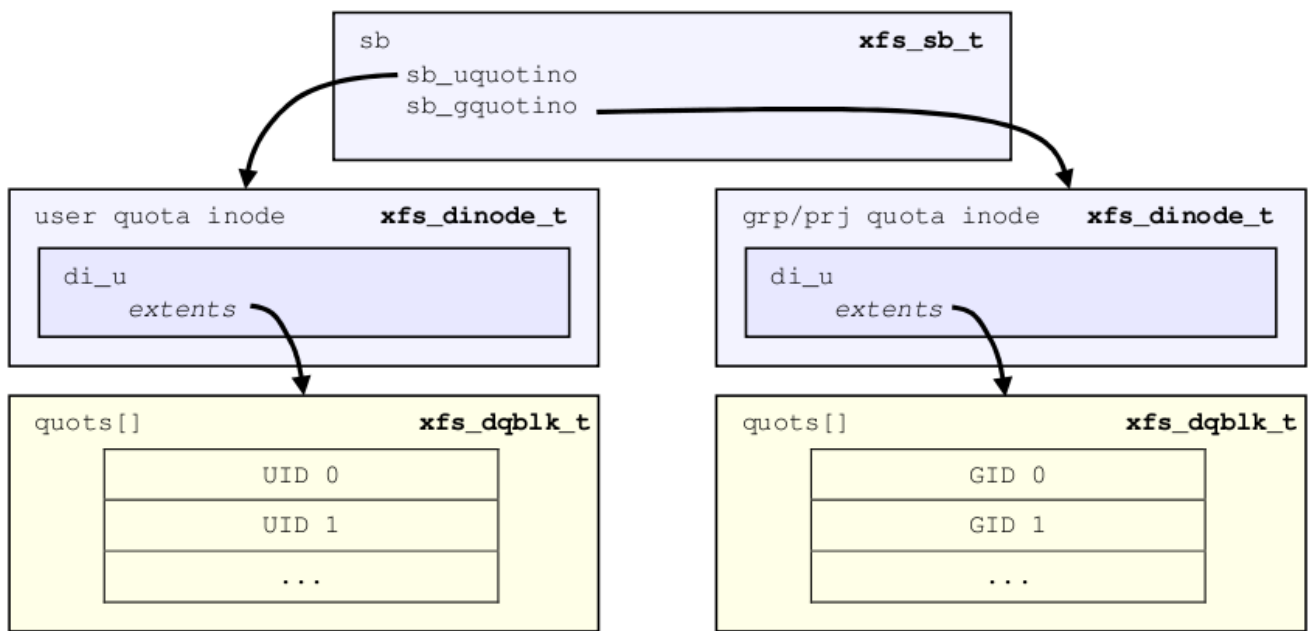 sb xfs_sb_t
sb_uquotino
sb_gquotino
user quota inode xfs_dinode_t
di_u
extents
quots[] xfs_dqblk_t
UID 0
UID 1
...
grp/prj quota inode xfs_dinode_t
di_u
extents
quots[] xfs_dqblk_t
GID 0
GID 1
...